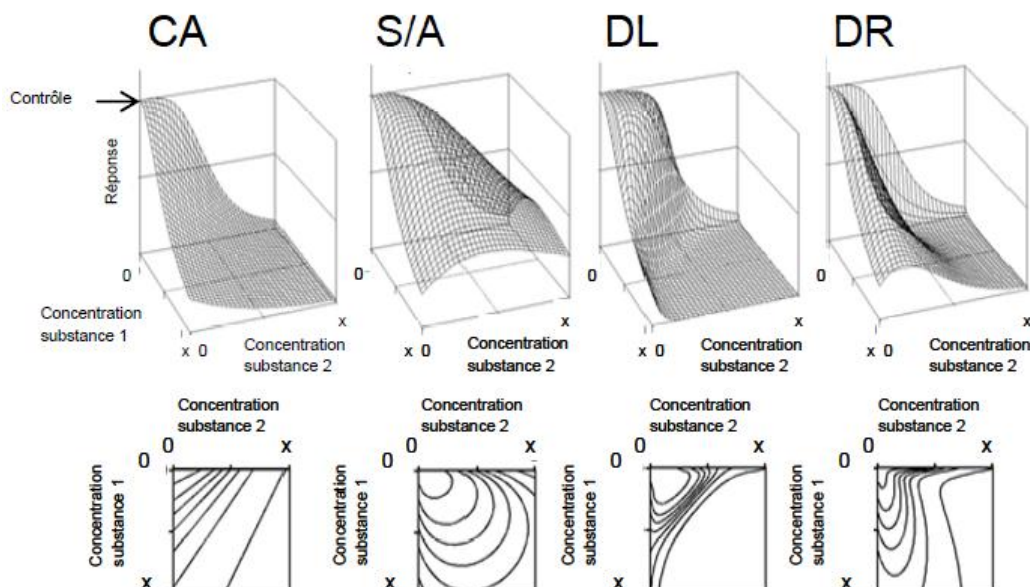 CA S/A DL DR
Contrôle
Réponse
0 0 0 0
Concentration
substance 1
x 0
Concentration
substance 2
x
x 0
Concentration
substance 2
x
x 0
Concentration
substance 2
x
x 0
Concentration
substance 2
x
Concentration
substance 2
0 x
0
Concentration
substance 1
x
Concentration
substance 2
0 x
0
Concentration
substance 1
x
Concentration
substance 2
0 x
0
Concentration
substance 1
x
Concentration
substance 2
0 x
0
Concentration
substance 1
x